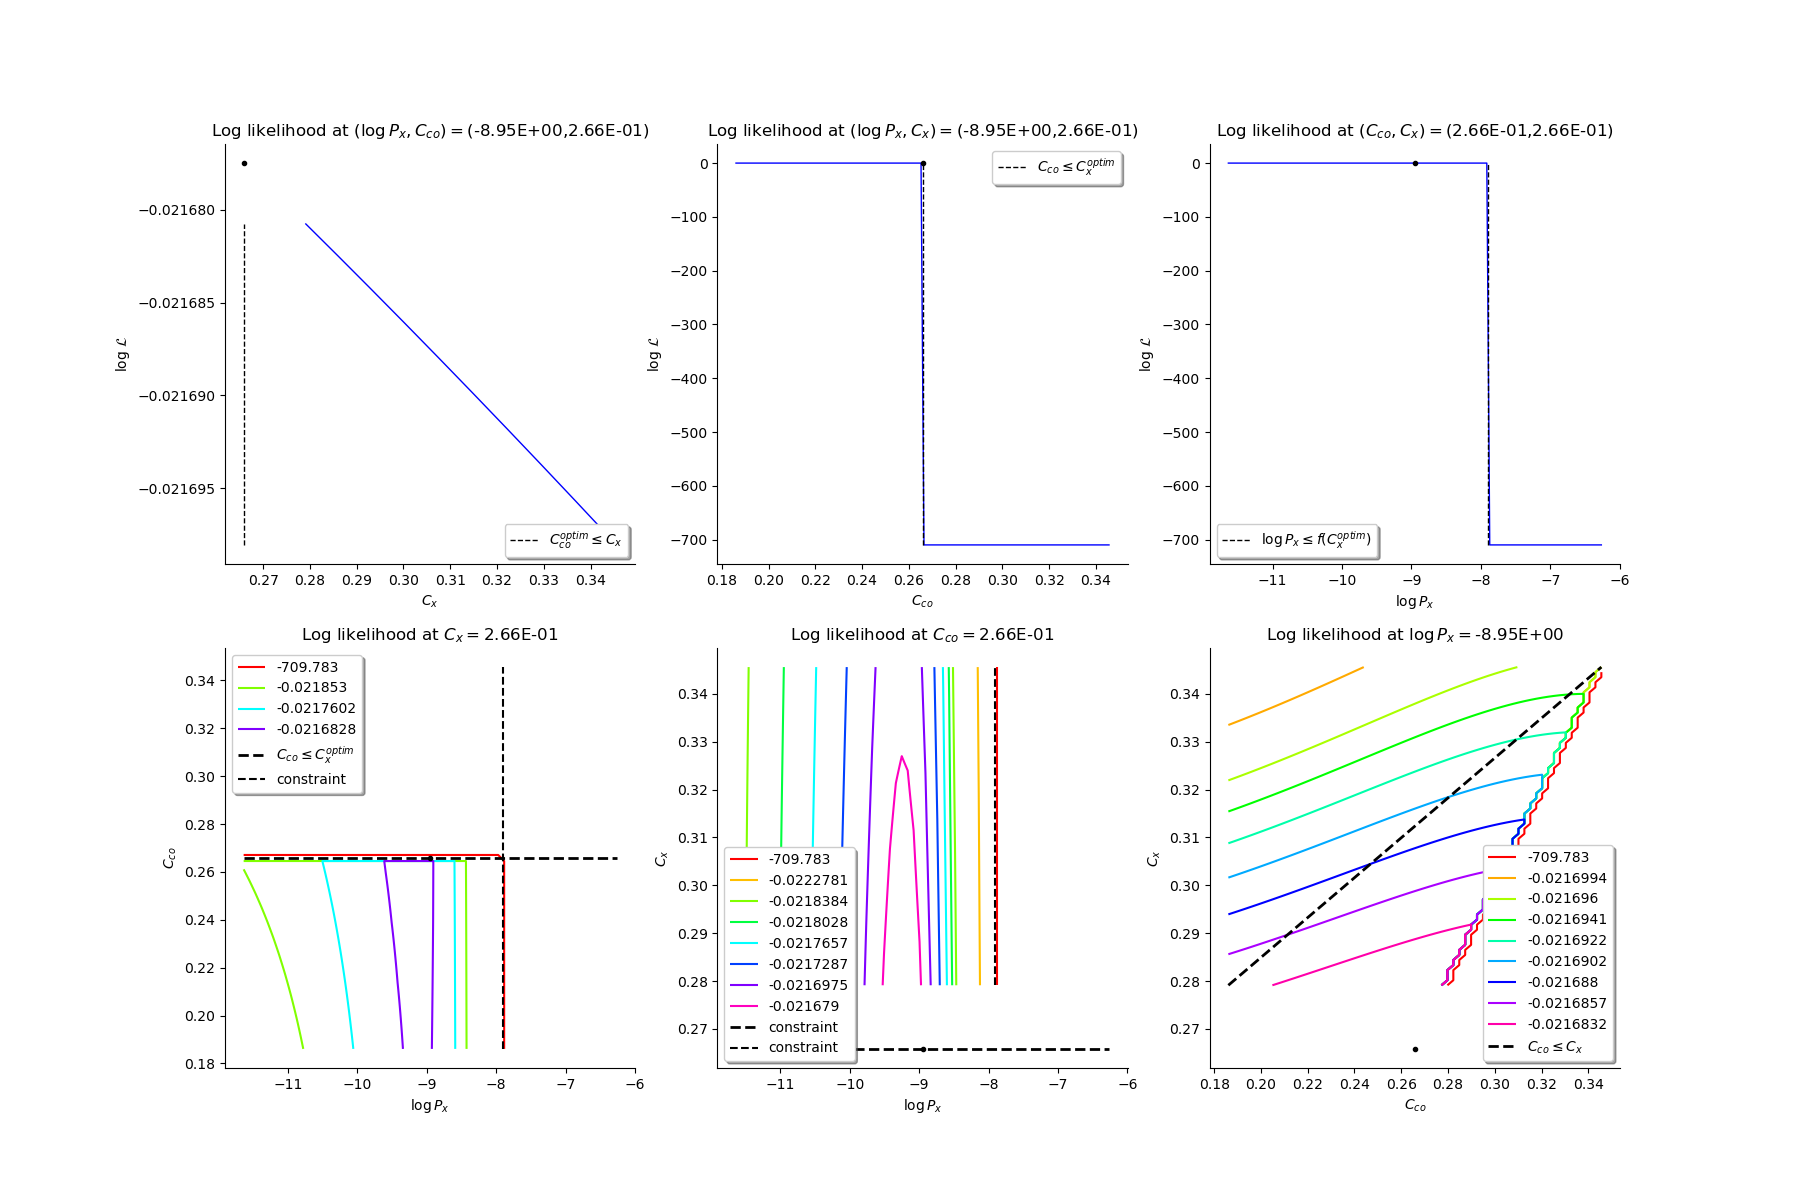 Log likelihood at (log P_x, C_co) = (-8.95E+00,2.66E-01)
−0.021680
−0.021685
−0.021690
−0.021695
log ℒ
0.27 0.28 0.29 0.30 0.31 0.32 0.33 0.34
C_x
C_co^optim ≤ C_x
Log likelihood at (log P_x, C_x) = (-8.95E+00,2.66E-01)
0
−100
−200
−300
−400
−500
−600
−700
log ℒ
0.18 0.20 0.22 0.24 0.26 0.28 0.30 0.32 0.34
C_co
C_co ≤ C_x^optim
Log likelihood at (C_co, C_x) = (2.66E-01,2.66E-01)
0
−100
−200
−300
−400
−500
−600
−700
log ℒ
−11 −10 −9 −8 −7 −6
log P_x
log P_x ≤ f(C_x^optim)
Log likelihood at C_x = 2.66E-01
0.34
0.32
0.30
0.28
0.26
0.24
0.22
0.20
0.18
C_co
−11 −10 −9 −8 −7 −6
log P_x
-709.783
-0.021853
-0.0217602
-0.0216828
C_co ≤ C_x^optim
constraint
Log likelihood at C_co = 2.66E-01
0.34
0.33
0.32
0.31
0.30
0.29
0.28
0.27
C_x
−11 −10 −9 −8 −7 −6
log P_x
-709.783
-0.0222781
-0.0218384
-0.0218028
-0.0217657
-0.0217287
-0.0216975
-0.021679
constraint
constraint
Log likelihood at log P_x = -8.95E+00
0.34
0.33
0.32
0.31
0.30
0.29
0.28
0.27
C_x
0.18 0.20 0.22 0.24 0.26 0.28 0.30 0.32 0.34
C_co
-709.783
-0.0216994
-0.021696
-0.0216941
-0.0216922
-0.0216902
-0.021688
-0.0216857
-0.0216832
C_co ≤ C_x